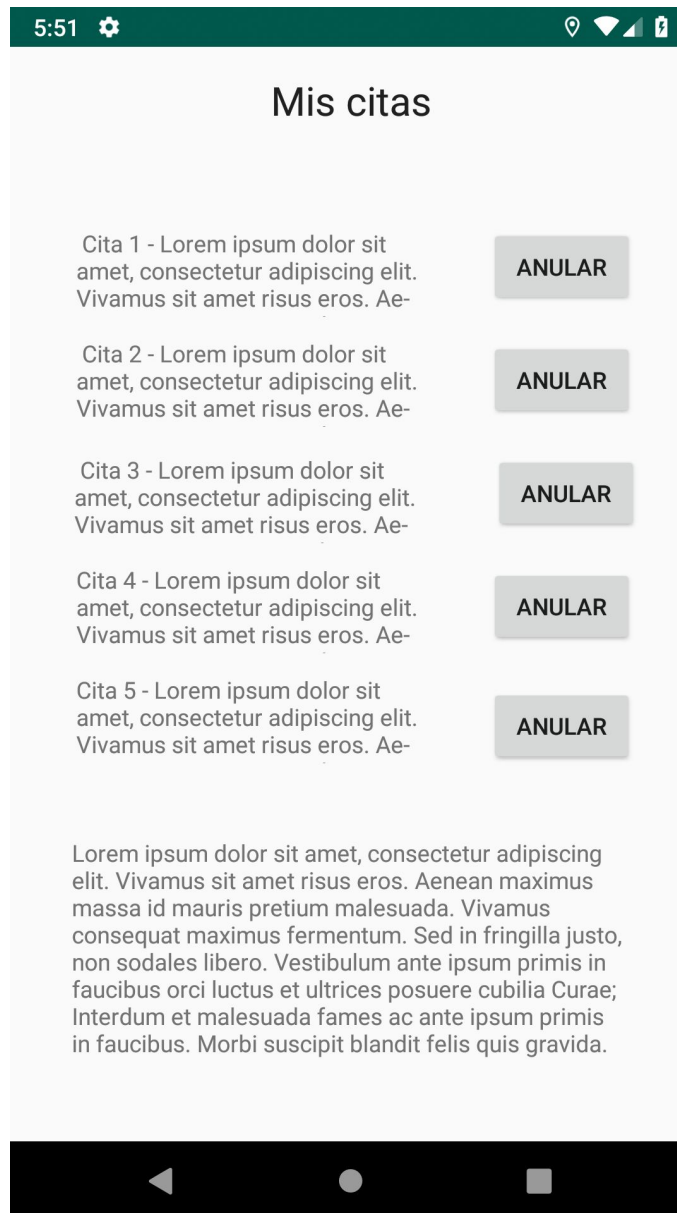 5:51
Mis citas
Cita 1 - Lorem ipsum dolor sit
amet, consectetur adipiscing elit.
Vivamus sit amet risus eros. Ae-
ANULAR
Cita 2 - Lorem ipsum dolor sit
amet, consectetur adipiscing elit.
Vivamus sit amet risus eros. Ae-
ANULAR
Cita 3 - Lorem ipsum dolor sit
amet, consectetur adipiscing elit.
Vivamus sit amet risus eros. Ae-
ANULAR
Cita 4 - Lorem ipsum dolor sit
amet, consectetur adipiscing elit.
Vivamus sit amet risus eros. Ae-
ANULAR
Cita 5 - Lorem ipsum dolor sit
amet, consectetur adipiscing elit.
Vivamus sit amet risus eros. Ae-
ANULAR
Lorem ipsum dolor sit amet, consectetur adipiscing
elit. Vivamus sit amet risus eros. Aenean maximus
massa id mauris pretium malesuada. Vivamus
consequat maximus fermentum. Sed in fringilla justo,
non sodales libero. Vestibulum ante ipsum primis in
faucibus orci luctus et ultrices posuere cubilia Curae;
Interdum et malesuada fames ac ante ipsum primis
in faucibus. Morbi suscipit blandit felis quis gravida.